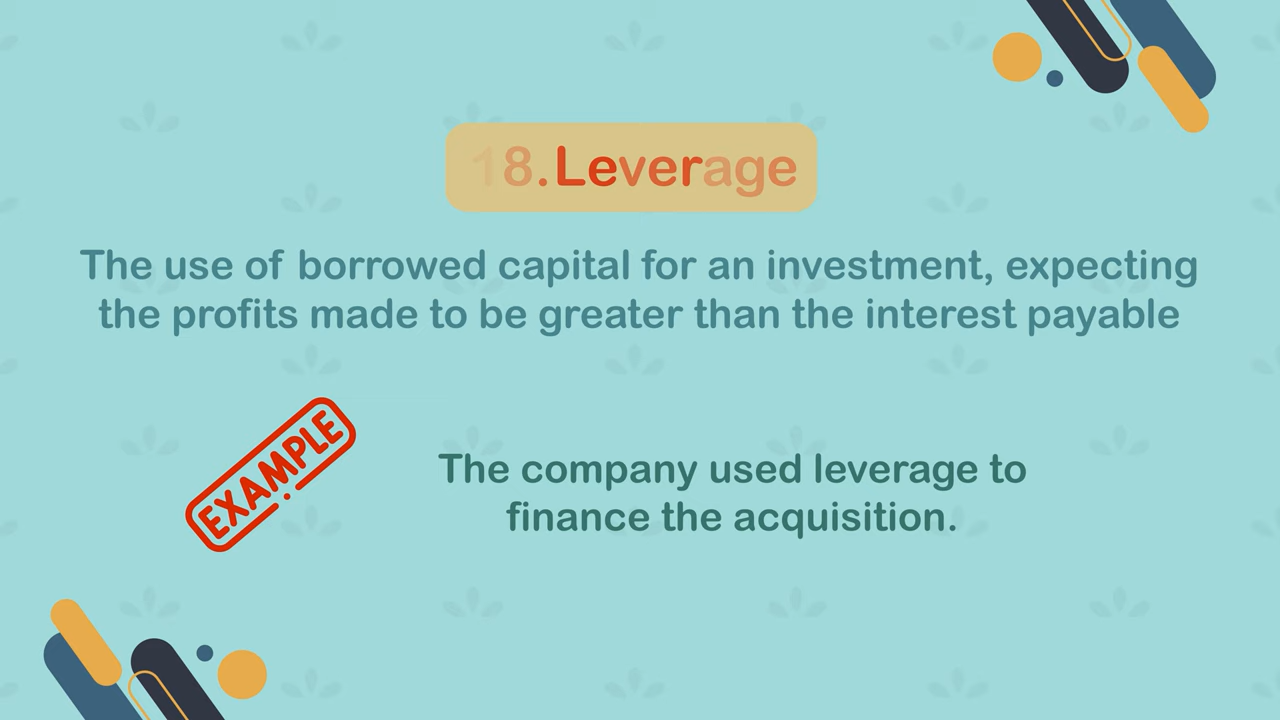 18.Leverage
The use of borrowed capital for an investment, expecting
the profits made to be greater than the interest payable
EXAMPLE
The company used leverage to
finance the acquisition.